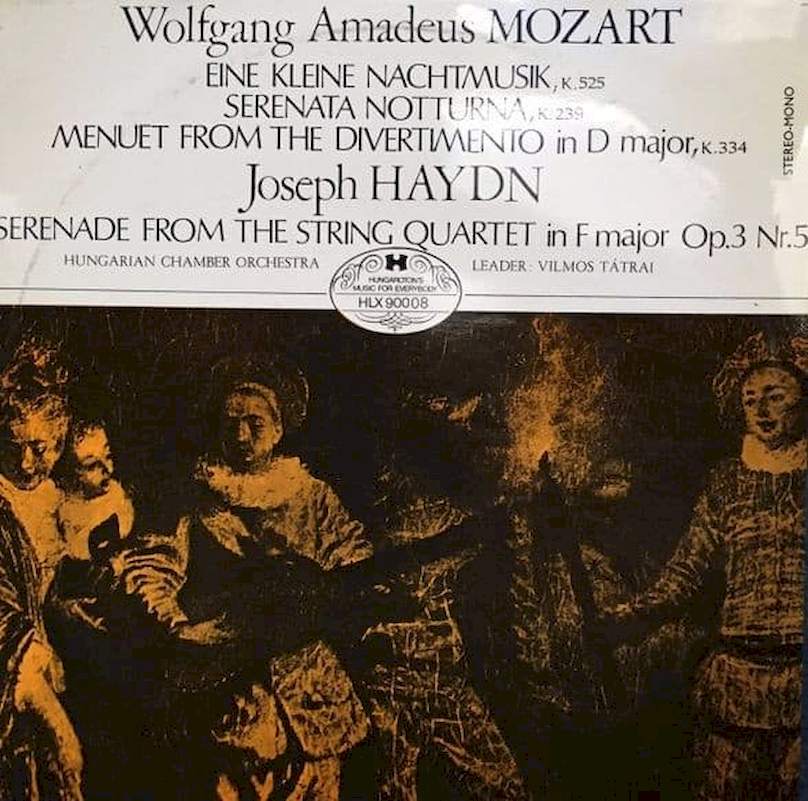 Wolfgang Amadeus MOZART
EINE KLEINE NACHTMUSIK, K.525
SERENATA NOTTURNA, K.239
MENUET FROM THE DIVERTIMENTO in D major, K.334
STEREO-MONO
Joseph HAYDN
SERENADE FROM THE STRING QUARTET in F major Op.3 Nr.5
HUNGARIAN CHAMBER ORCHESTRA
LEADER: VILMOS TÁTRAI
H
HUNGAROTON'S
MUSIC FOR EVERYBODY
HLX 90008